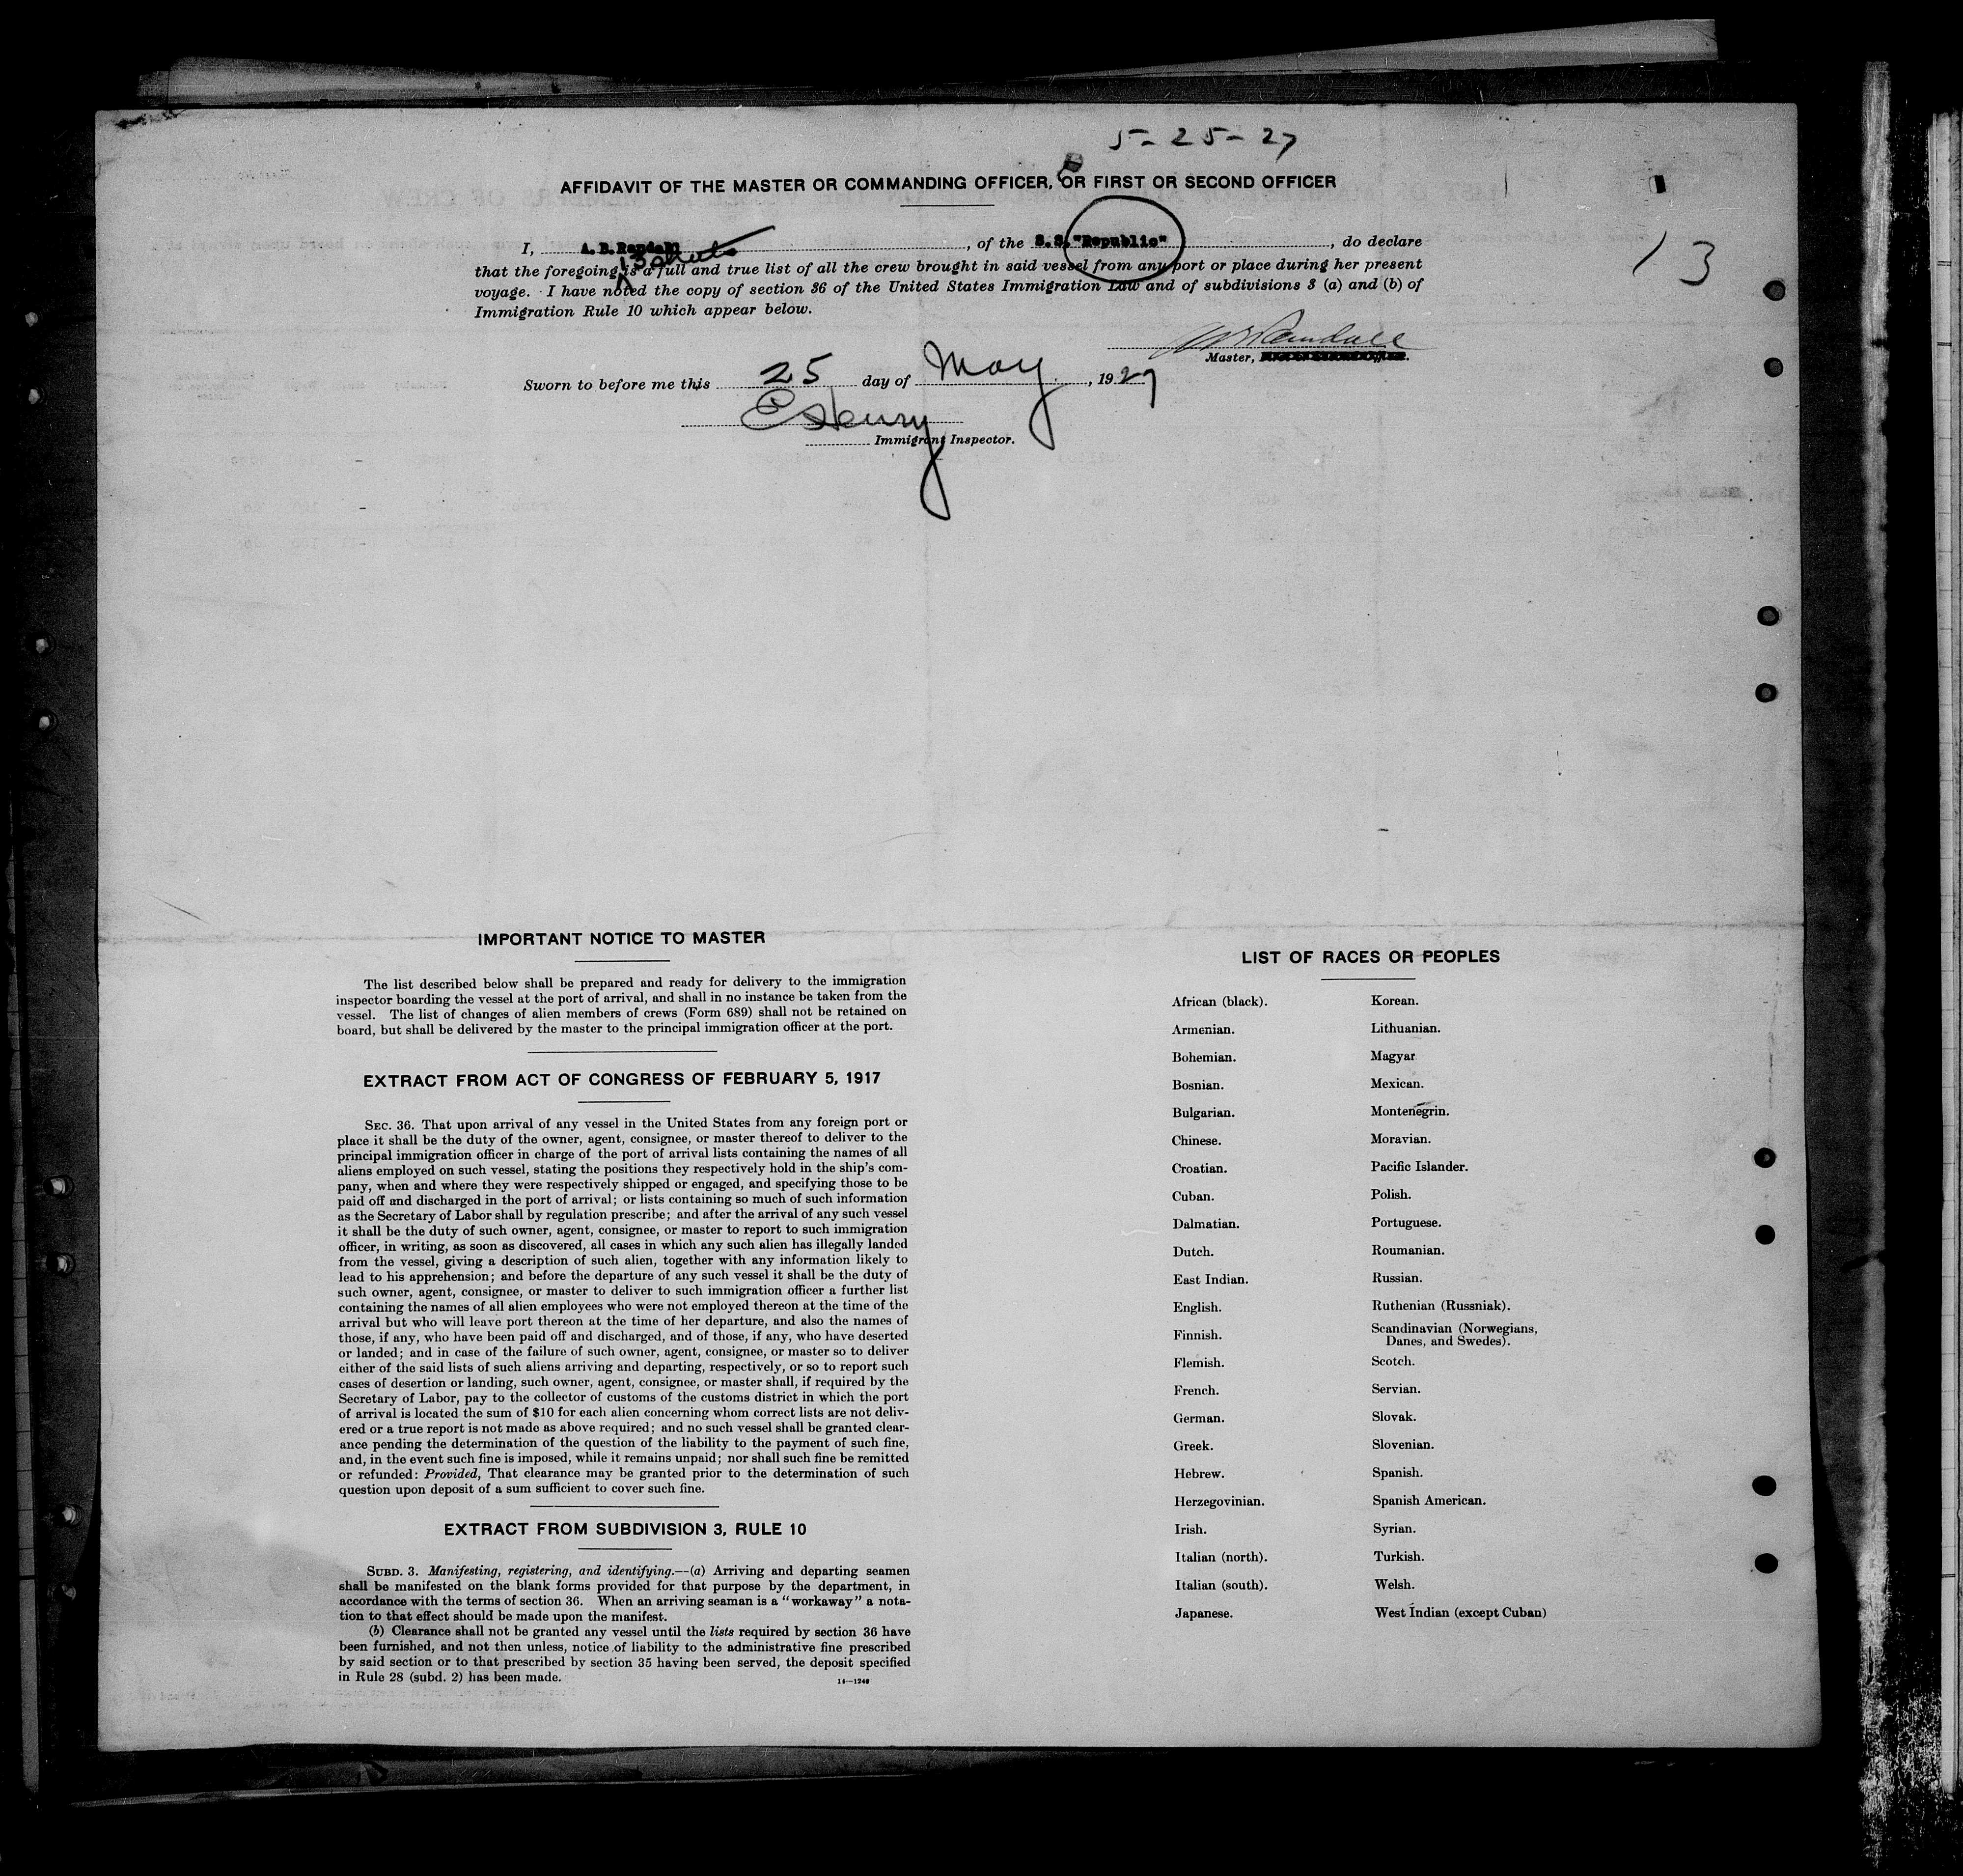 5-25-27
AFFIDAVIT OF THE MASTER OR COMMANDING OFFICER, OR FIRST OR SECOND OFFICER
13
I, A. B. Randall, of the S.S. "Republic", do declare
that the foregoing is a full and true list of all the crew brought in said vessel from any port or place during her present
voyage. I have noted the copy of section 36 of the United States Immigration Law and of subdivisions 3 (a) and (b) of
Immigration Rule 10 which appear below.
Randall
Master,
Sworn to before me this 25 day of May, 1927
Henry
Immigrant Inspector.
IMPORTANT NOTICE TO MASTER
The list described below shall be prepared and ready for delivery to the immigration
inspector boarding the vessel at the port of arrival, and shall in no instance be taken from the
vessel. The list of changes of alien members of crews (Form 689) shall not be retained on
board, but shall be delivered by the master to the principal immigration officer at the port.
EXTRACT FROM ACT OF CONGRESS OF FEBRUARY 5, 1917
SEC. 36. That upon arrival of any vessel in the United States from any foreign port or
place it shall be the duty of the owner, agent, consignee, or master thereof to deliver to the
principal immigration officer in charge of the port of arrival lists containing the names of all
aliens employed on such vessel, stating the positions they respectively hold in the ship's com-
pany, when and where they were respectively shipped or engaged, and specifying those to be
paid off and discharged in the port of arrival; or lists containing so much of such information
as the Secretary of Labor shall by regulation prescribe; and after the arrival of any such vessel
it shall be the duty of such owner, agent, consignee, or master to report to such immigration
officer, in writing, as soon as discovered, all cases in which any such alien has illegally landed
from the vessel, giving a description of such alien, together with any information likely to
lead to his apprehension; and before the departure of any such vessel it shall be the duty of
such owner, agent, consignee, or master to deliver to such immigration officer a further list
containing the names of all alien employees who were not employed thereon at the time of the
arrival but who will leave port thereon at the time of her departure, and also the names of
those, if any, who have been paid off and discharged, and of those, if any, who have deserted
or landed; and in case of the failure of such owner, agent, consignee, or master so to deliver
either of the said lists of such aliens arriving and departing, respectively, or so to report such
cases of desertion or landing, such owner, agent, consignee, or master shall, if required by the
Secretary of Labor, pay to the collector of customs of the customs district in which the port
of arrival is located the sum of $10 for each alien concerning whom correct lists are not deliv-
ered or a true report is not made as above required; and no such vessel shall be granted clear-
ance pending the determination of the question of the liability to the payment of such fine,
and, in the event such fine is imposed, while it remains unpaid; nor shall such fine be remitted
or refunded: Provided, That clearance may be granted prior to the determination of such
question upon deposit of a sum sufficient to cover such fine.
EXTRACT FROM SUBDIVISION 3, RULE 10
SUBD. 3. Manifesting, registering, and identifying.—(a) Arriving and departing seamen
shall be manifested on the blank forms provided for that purpose by the department, in
accordance with the terms of section 36. When an arriving seaman is a "workaway" a nota-
tion to that effect should be made upon the manifest.
(b) Clearance shall not be granted any vessel until the lists required by section 36 have
been furnished, and not then unless, notice of liability to the administrative fine prescribed
by said section or to that prescribed by section 35 having been served, the deposit specified
in Rule 28 (subd. 2) has been made.
14—1240
LIST OF RACES OR PEOPLES
African (black).
Armenian.
Bohemian.
Bosnian.
Bulgarian.
Chinese.
Croatian.
Cuban.
Dalmatian.
Dutch.
East Indian.
English.
Finnish.
Flemish.
French.
German.
Greek.
Hebrew.
Herzegovinian.
Irish.
Italian (north).
Italian (south).
Japanese.
Korean.
Lithuanian.
Magyar
Mexican.
Montenegrin.
Moravian.
Pacific Islander.
Polish.
Portuguese.
Roumanian.
Russian.
Ruthenian (Russniak).
Scandinavian (Norwegians,
Danes, and Swedes).
Scotch.
Servian.
Slovak.
Slovenian.
Spanish.
Spanish American.
Syrian.
Turkish.
Welsh.
West Indian (except Cuban)